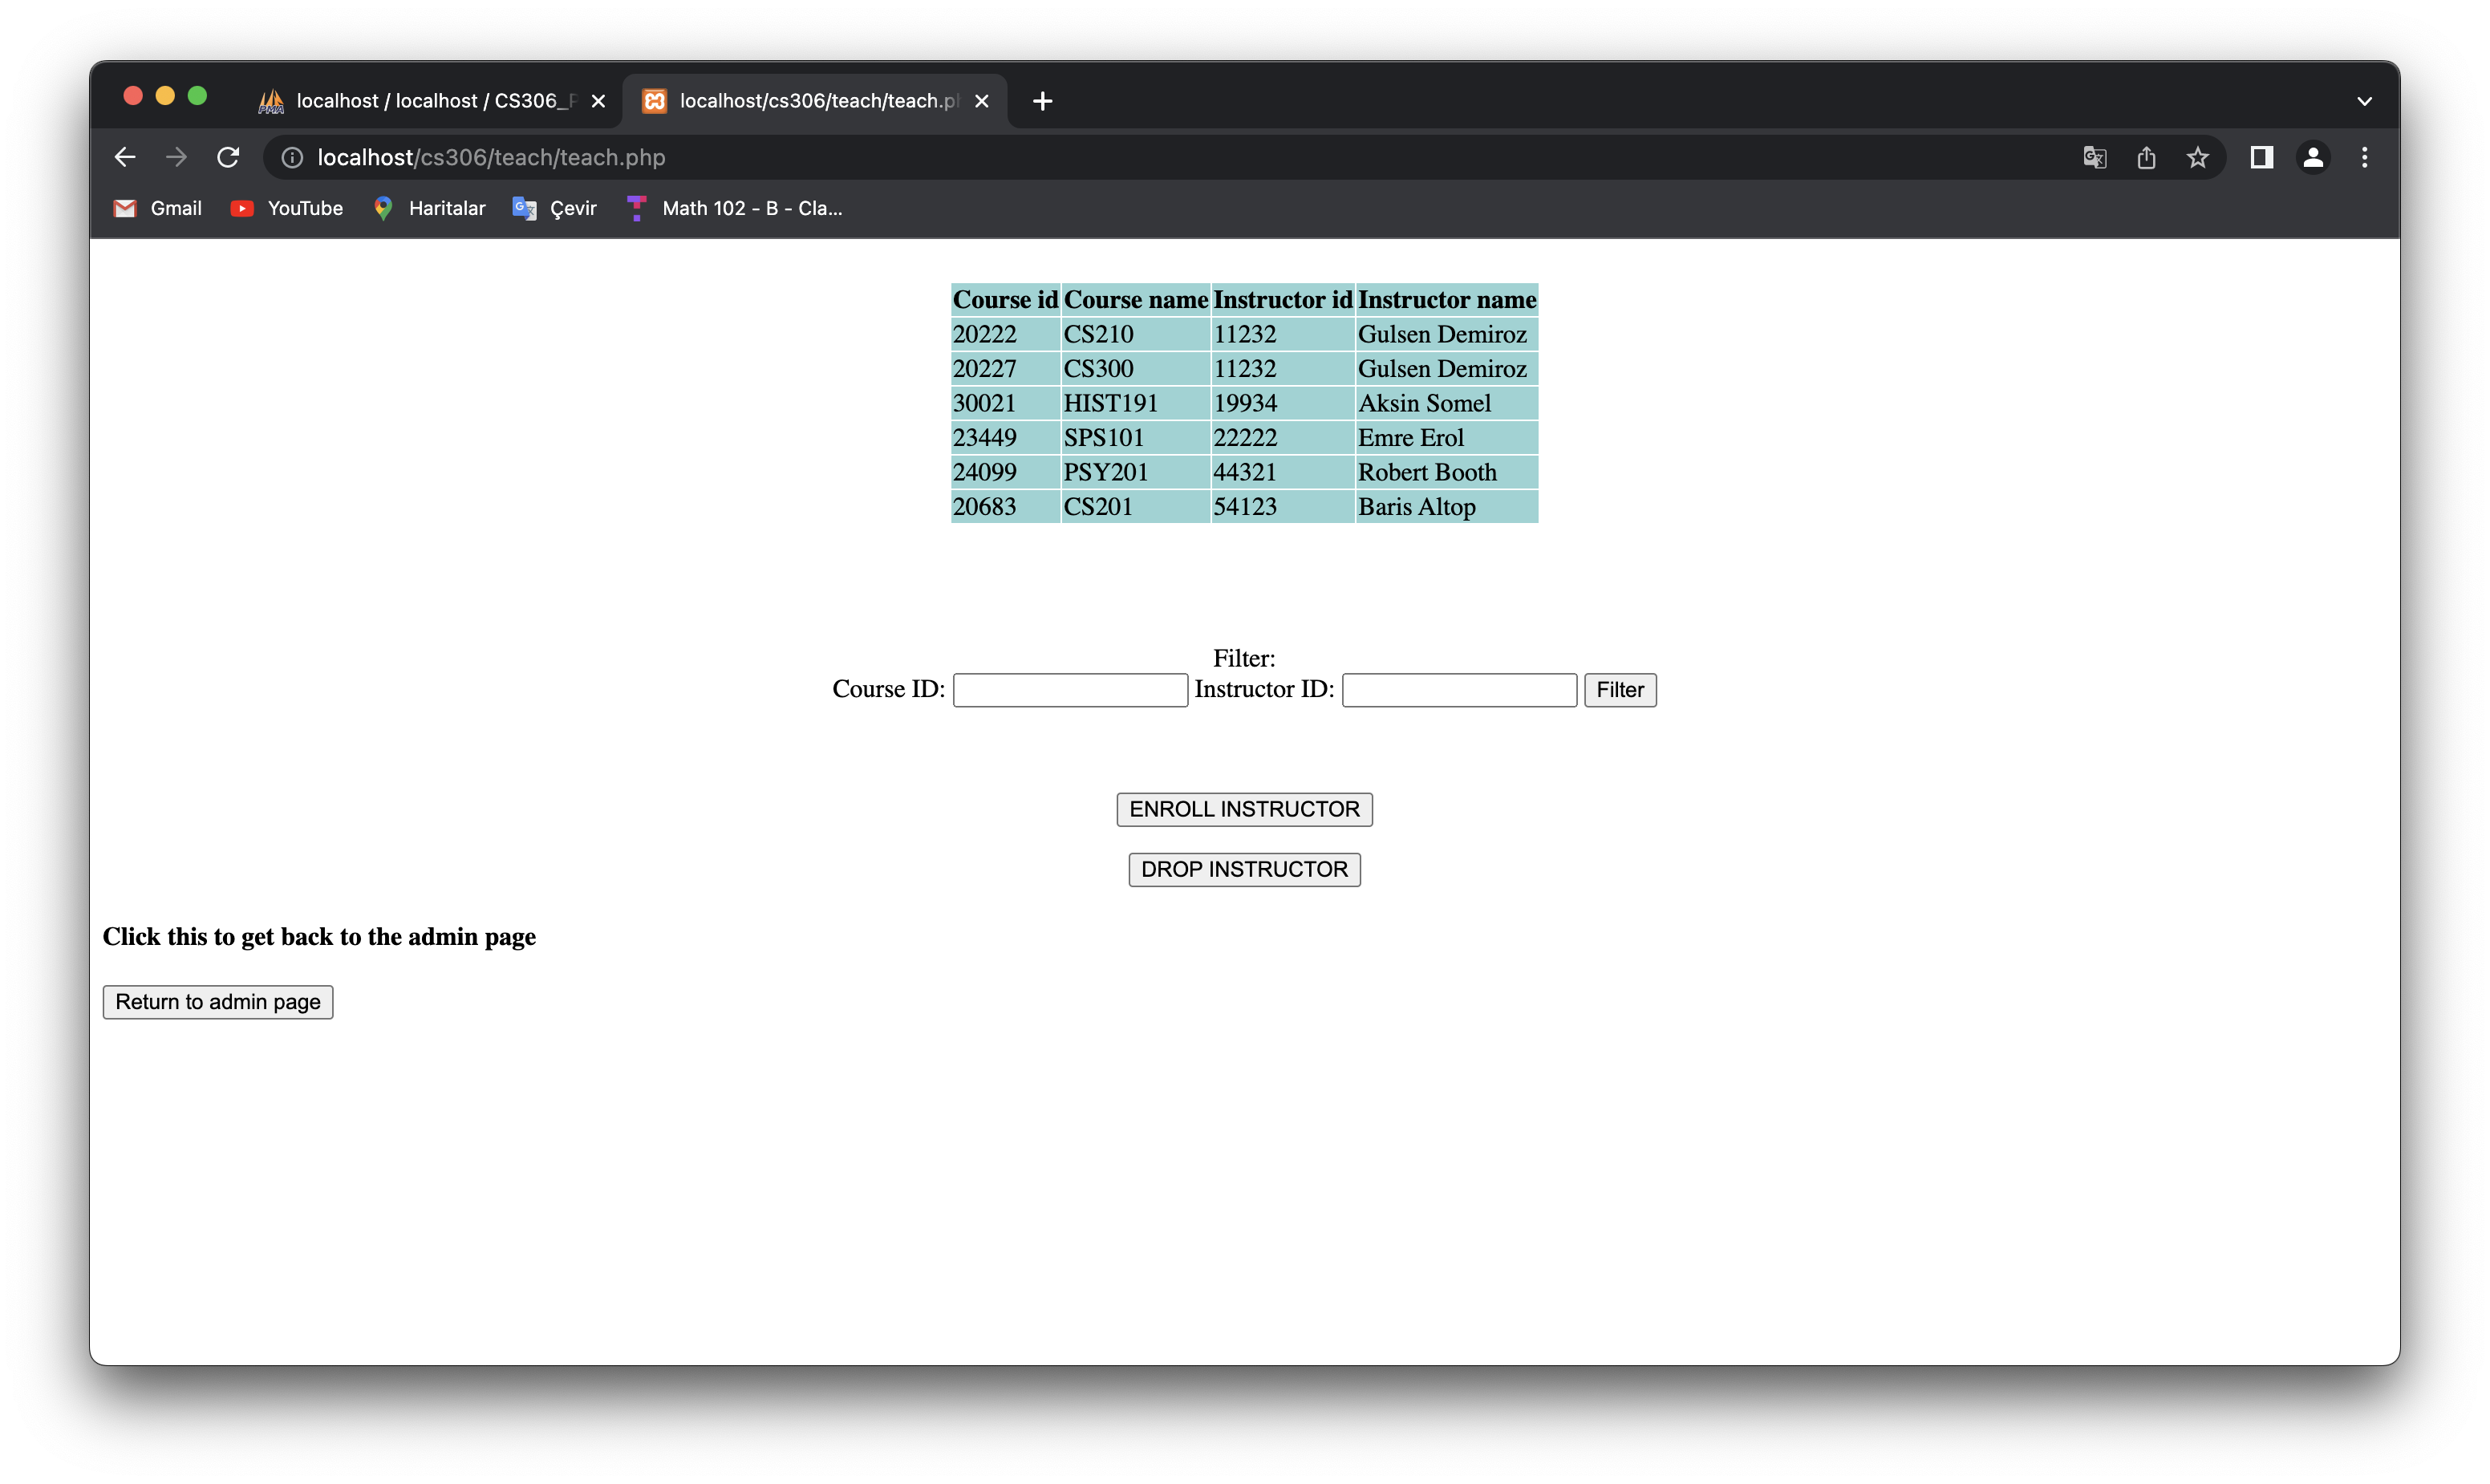 localhost / localhost / CS306_P
localhost/cs306/teach/teach.p
localhost/cs306/teach/teach.php
Gmail YouTube Haritalar Çevir Math 102 - B - Cla...
Course id Course name Instructor id Instructor name
20222 CS210 11232 Gulsen Demiroz
20227 CS300 11232 Gulsen Demiroz
30021 HIST191 19934 Aksin Somel
23449 SPS101 22222 Emre Erol
24099 PSY201 44321 Robert Booth
20683 CS201 54123 Baris Altop
Filter:
Course ID: Instructor ID: Filter
ENROLL INSTRUCTOR
DROP INSTRUCTOR
Click this to get back to the admin page
Return to admin page